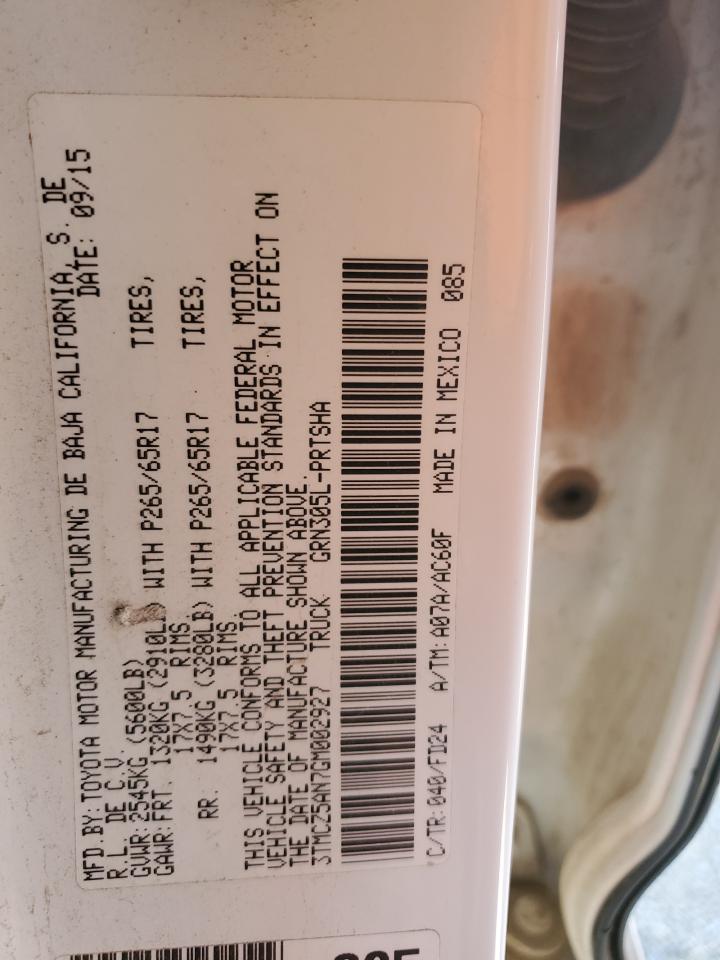 MFD.BY:TOYOTA MOTOR MANUFACTURING DE BAJA CALIFORNIA, S. DE
R.L. DE C.V. DATE: 09/15
GVWR:2545KG (5600LB)
GAWR:FRT. 1320KG (2910L WITH P265/65R17 TIRES,
17X7.5 RIMS.
RR. 1490KG (3280LB) WITH P265/65R17 TIRES,
17X7.5 RIMS.
THIS VEHICLE CONFORMS TO ALL APPLICABLE FEDERAL MOTOR
VEHICLE SAFETY AND THEFT PREVENTION STANDARDS IN EFFECT ON
THE DATE OF MANUFACTURE SHOWN ABOVE.
3TMCZ5AN7GM002927 TRUCK GRN305L-PRTSHA
C/TR:040/FD24 A/TM:A07A/AC60F MADE IN MEXICO 085